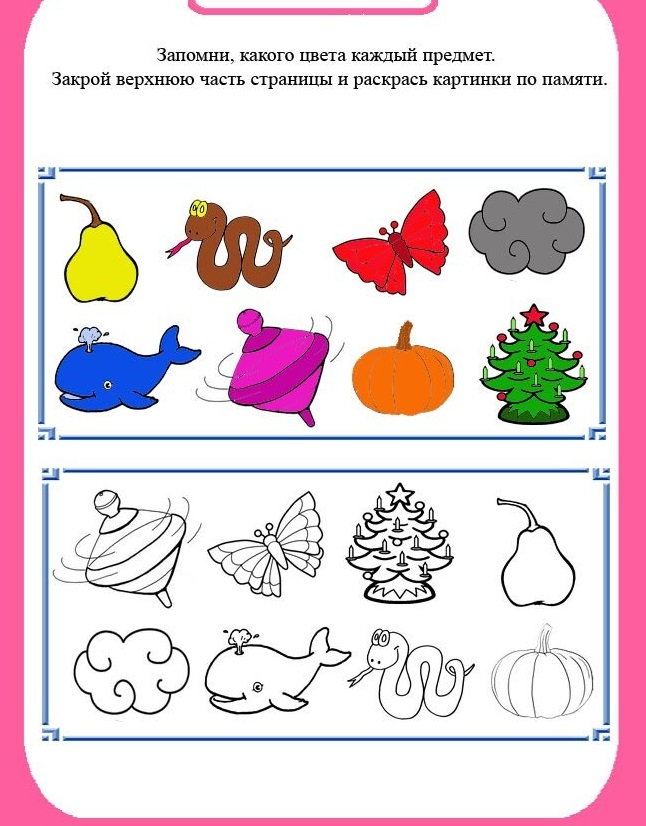 Запомни, какого цвета каждый предмет.
Закрой верхнюю часть страницы и раскрась картинки по памяти.